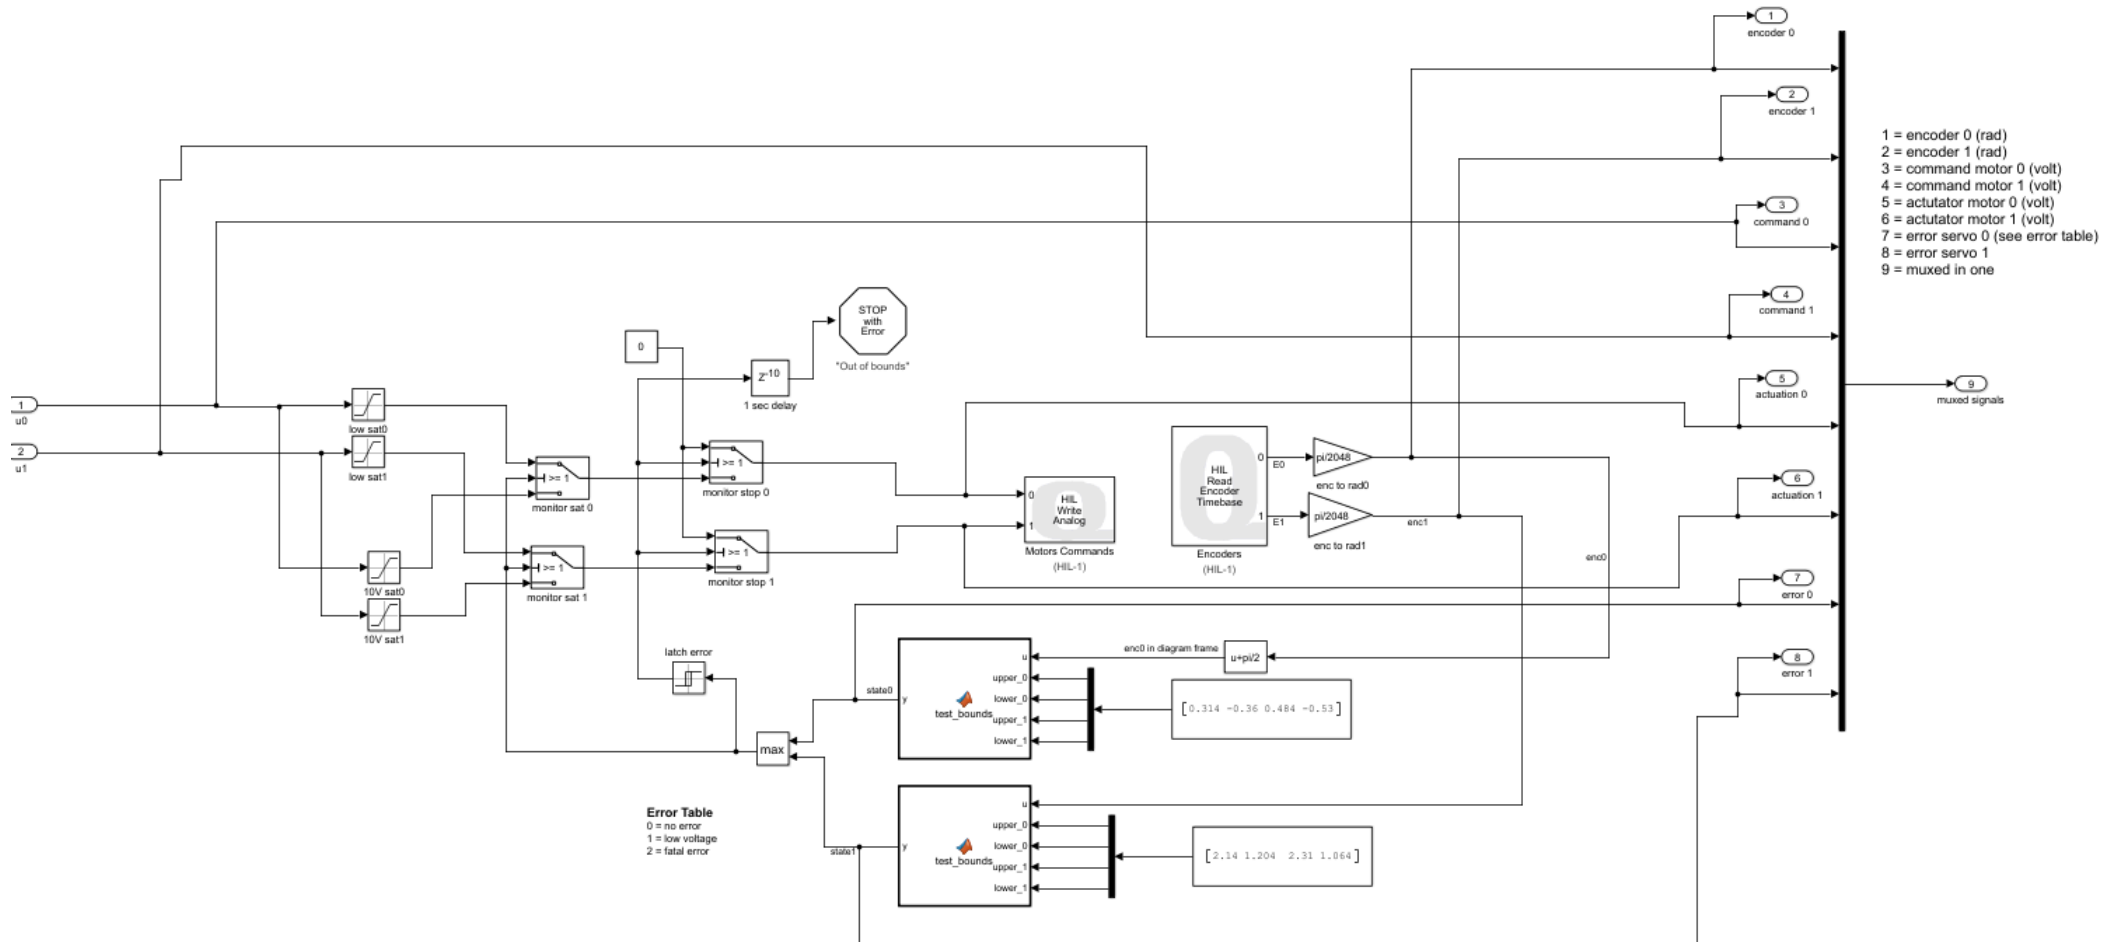 1
encoder 0
2
encoder 1
1 = encoder 0 (rad)
2 = encoder 1 (rad)
3 = command motor 0 (volt)
4 = command motor 1 (volt)
5 = actutator motor 0 (volt)
6 = actutator motor 1 (volt)
7 = error servo 0 (see error table)
8 = error servo 1
9 = muxed in one
3
command 0
4
command 1
STOP
with
Error
"Out of bounds"
0
Z-10
1 sec delay
5
actuation 0
9
muxed signals
1
u0
2
u1
low sat0
low sat1
>= 1
monitor sat 0
>= 1
monitor stop 0
HIL
Write
Analog
0
1
Motors Commands
(HIL-1)
HIL
Read
Encoder
Timebase
0
1
E0
E1
Encoders
(HIL-1)
pi/2048
enc to rad0
pi/2048
enc to rad1
enc1
enc0
6
actuation 1
10V sat0
10V sat1
>= 1
monitor sat 1
>= 1
monitor stop 1
7
error 0
latch error
enc0 in diagram frame
u+pi/2
8
error 1
state0
y
test_bounds
u
upper_0
lower_0
upper_1
lower_1
[0.314 -0.36 0.484 -0.53]
max
Error Table
0 = no error
1 = low voltage
2 = fatal error
state1
y
test_bounds
u
upper_0
lower_0
upper_1
lower_1
[2.14 1.204 2.31 1.064]